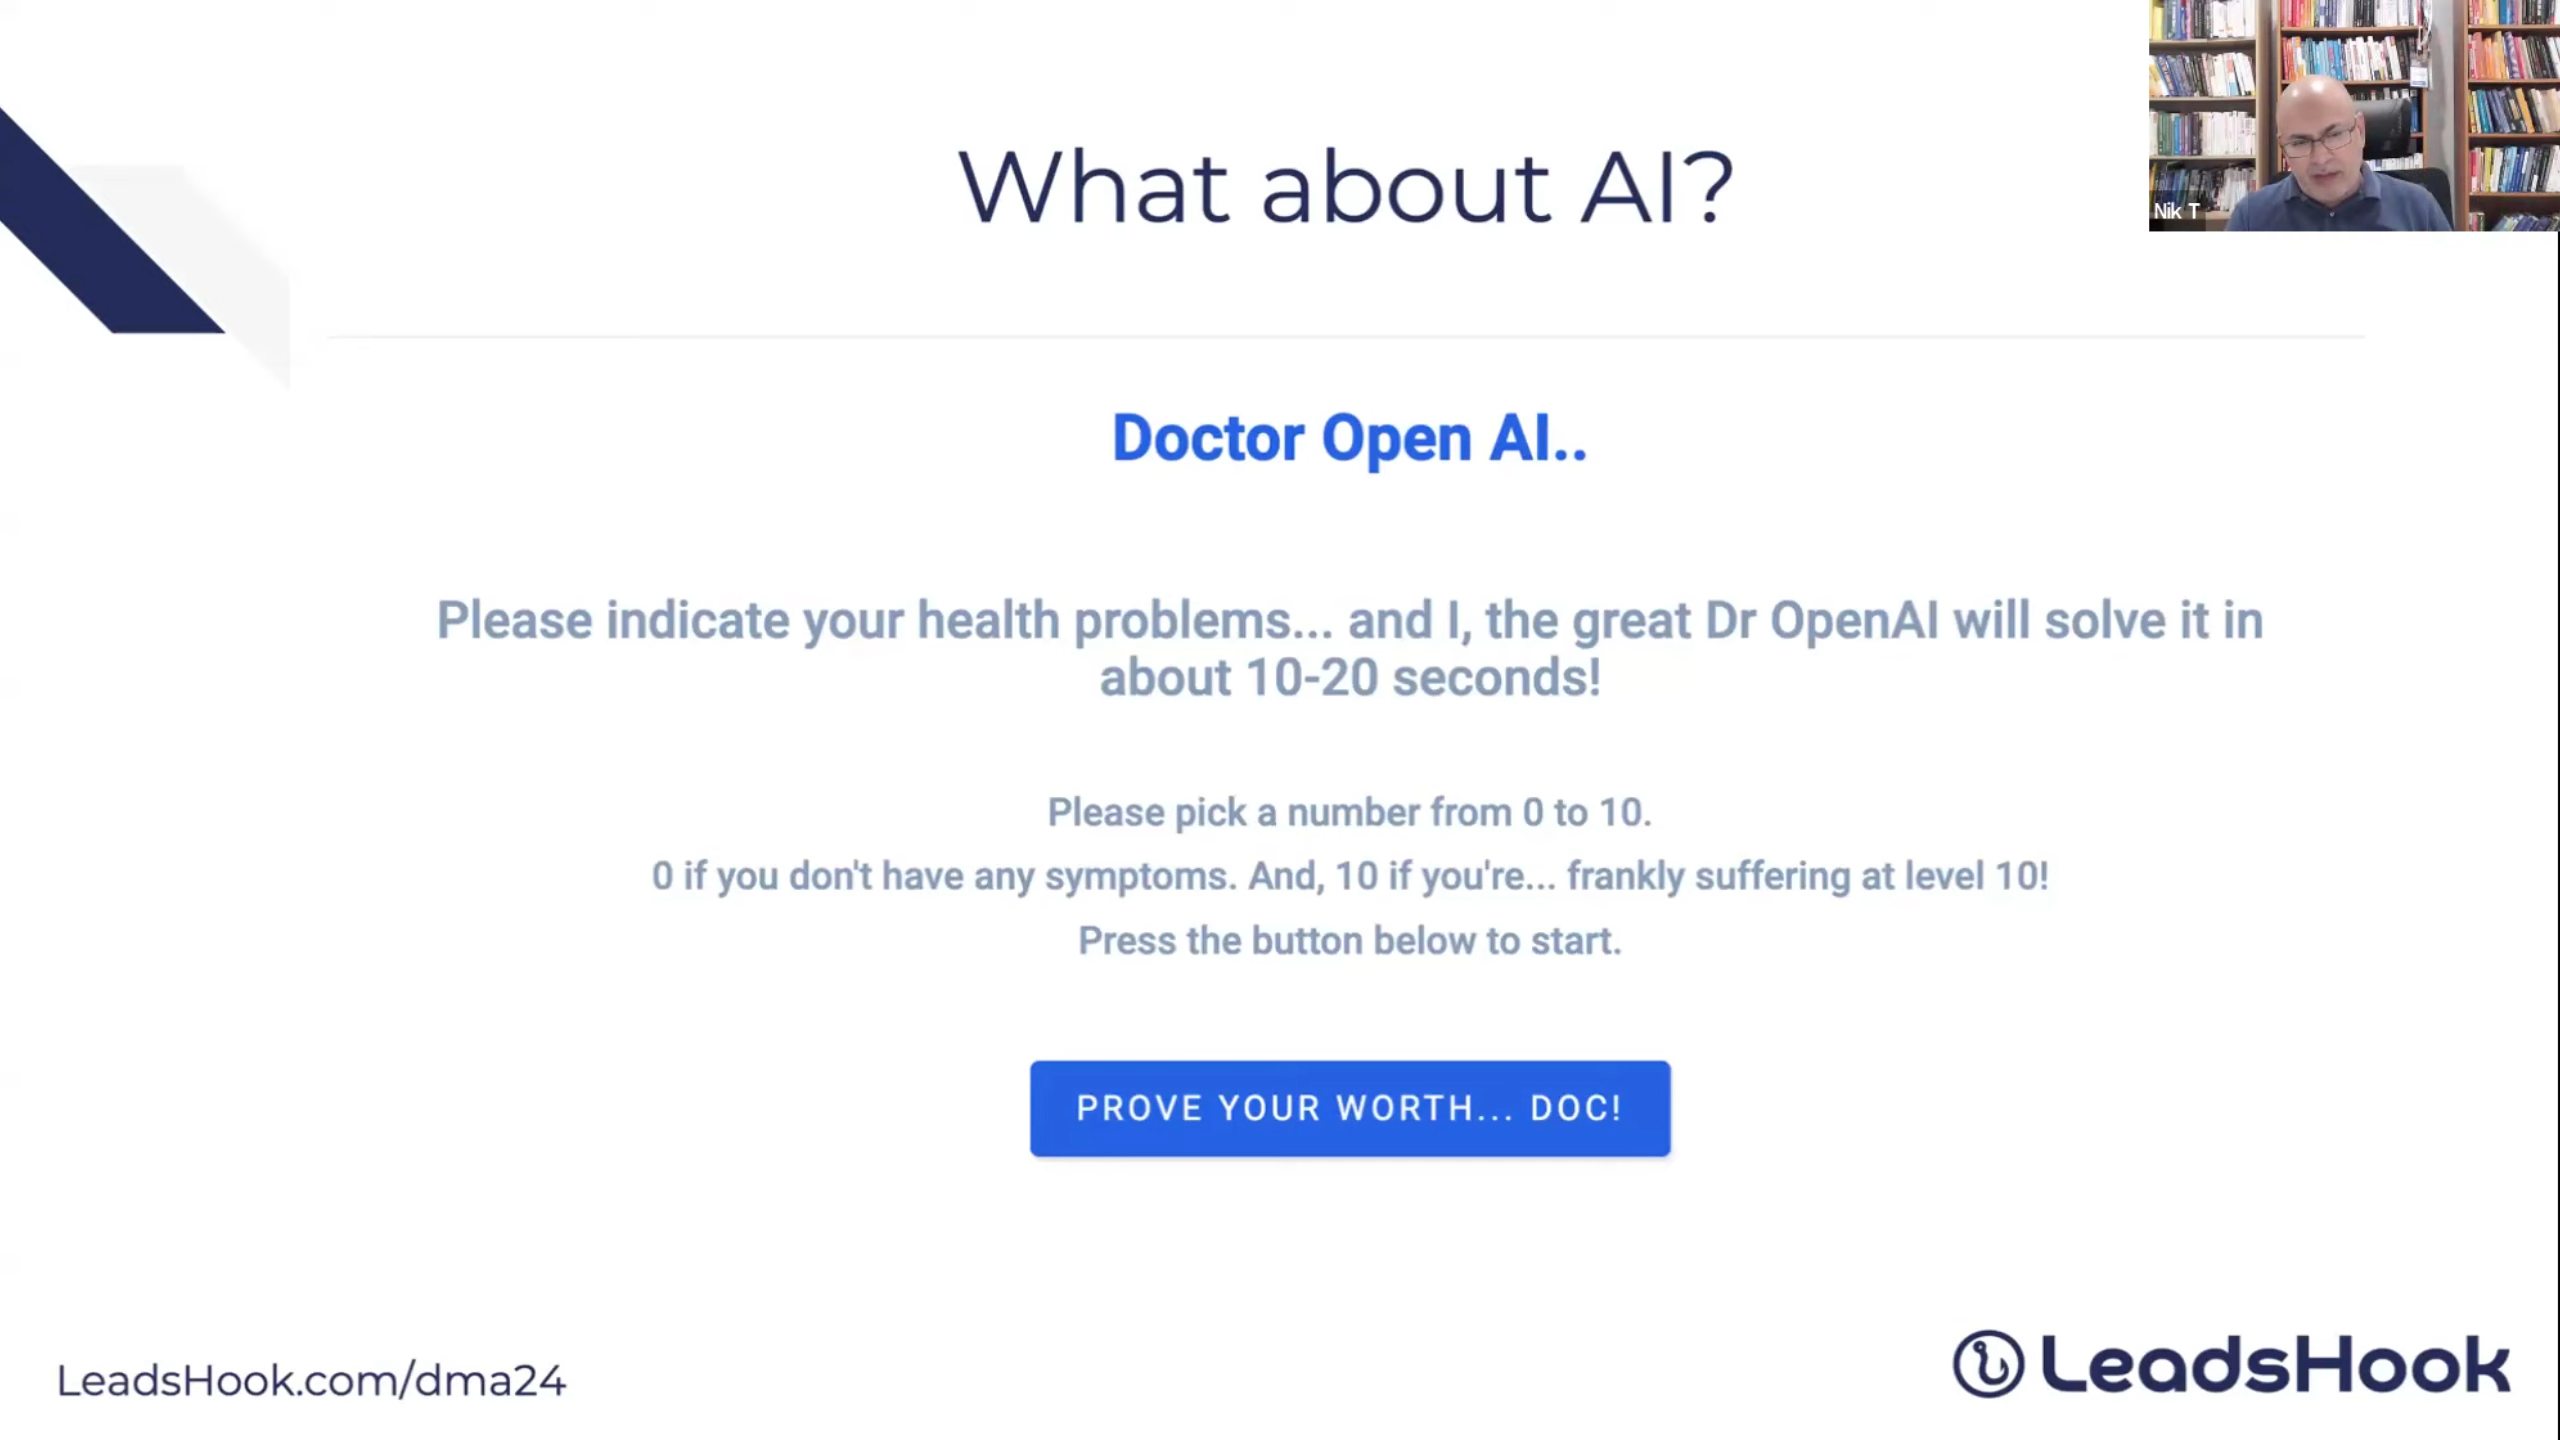 What about AI?
Nik T
Doctor Open AI..
Please indicate your health problems... and I, the great Dr OpenAI will solve it in
about 10-20 seconds!
Please pick a number from 0 to 10.
0 if you don't have any symptoms. And, 10 if you're... frankly suffering at level 10!
Press the button below to start.
PROVE YOUR WORTH... DOC!
LeadsHook.com/dma24
LeadsHook